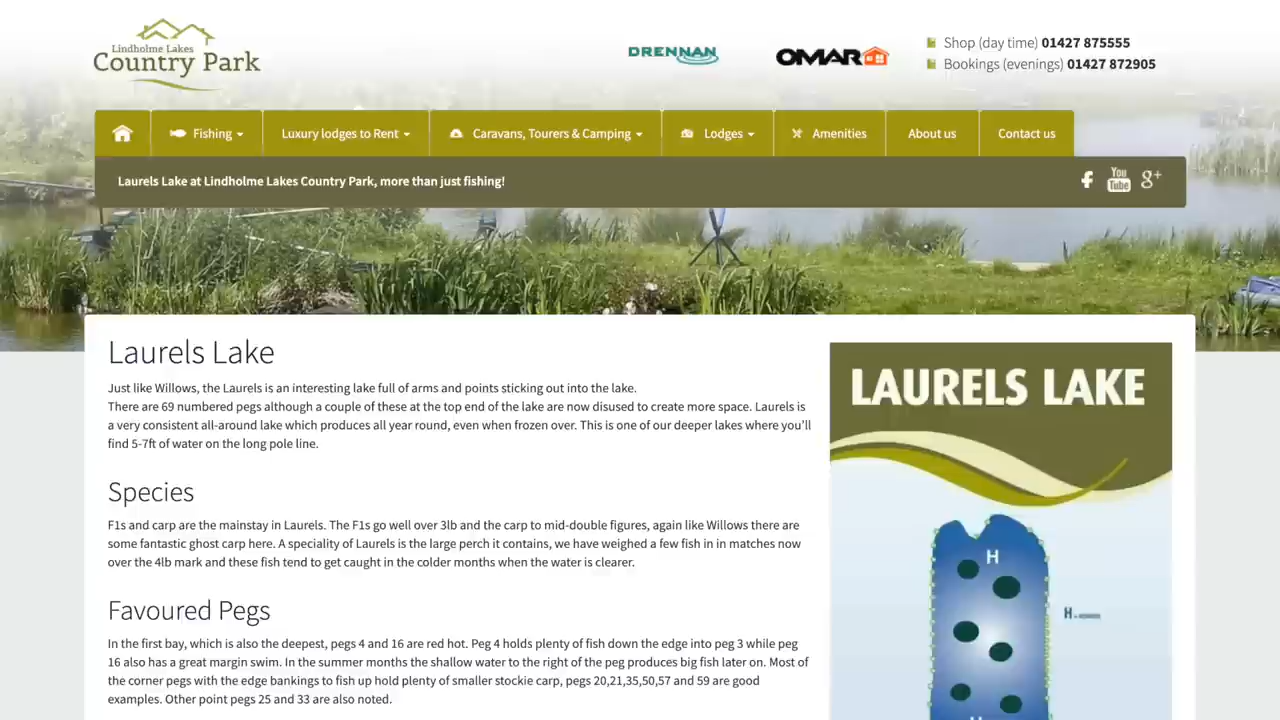 Lindholme Lakes
Country Park
DRENNAN
OMAR
Shop (day time) 01427 875555
Bookings (evenings) 01427 872905
Fishing
Luxury lodges to Rent
Caravans, Tourers & Camping
Lodges
Amenities
About us
Contact us
Laurels Lake at Lindholme Lakes Country Park, more than just fishing!
You
Tube
g+
Laurels Lake
Just like Willows, the Laurels is an interesting lake full of arms and points sticking out into the lake.
There are 69 numbered pegs although a couple of these at the top end of the lake are now disused to create more space. Laurels is
a very consistent all-around lake which produces all year round, even when frozen over. This is one of our deeper lakes where you'll
find 5-7ft of water on the long pole line.
Species
F1s and carp are the mainstay in Laurels. The F1s go well over 3lb and the carp to mid-double figures, again like Willows there are
some fantastic ghost carp here. A speciality of Laurels is the large perch it contains, we have weighed a few fish in in matches now
over the 4lb mark and these fish tend to get caught in the colder months when the water is clearer.
Favoured Pegs
In the first bay, which is also the deepest, pegs 4 and 16 are red hot. Peg 4 holds plenty of fish down the edge into peg 3 while peg
16 also has a great margin swim. In the summer months the shallow water to the right of the peg produces big fish later on. Most of
the corner pegs with the edge bankings to fish up hold plenty of smaller stockie carp, pegs 20,21,35,50,57 and 59 are good
examples. Other point pegs 25 and 33 are also noted.
LAURELS LAKE
H
H